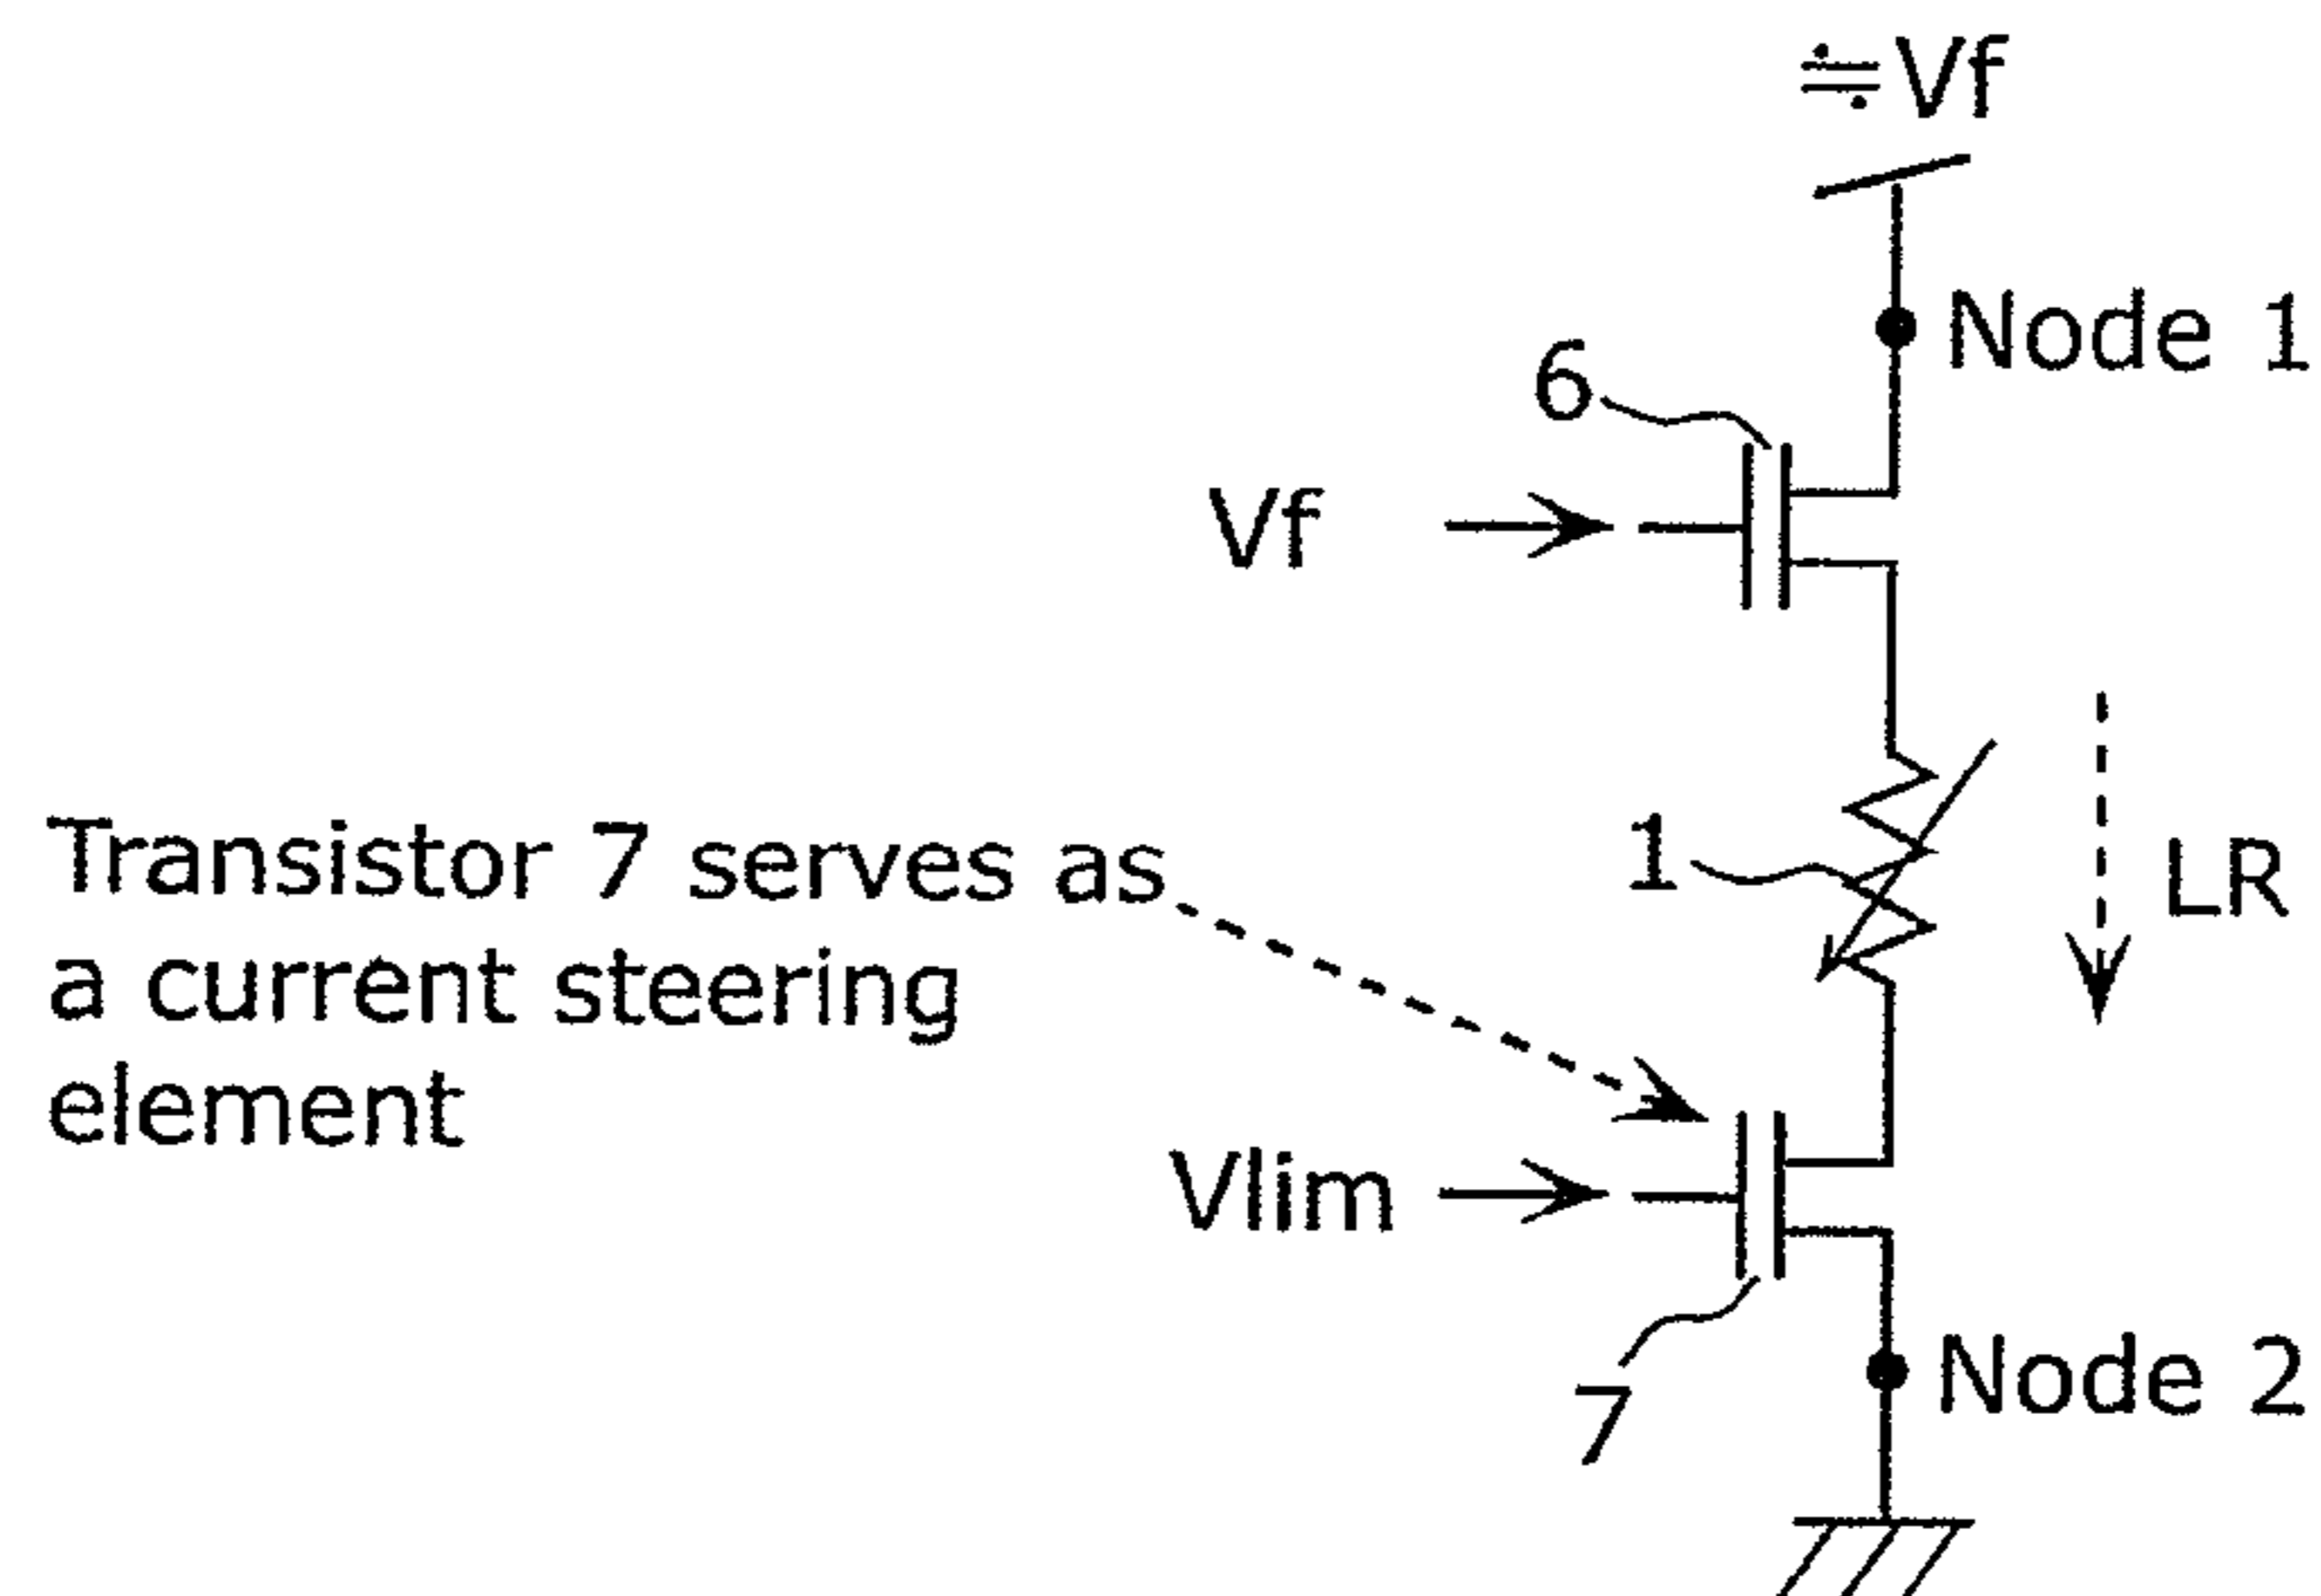 ≒Vf
Node 1
6
Vf
1
LR
Transistor 7 serves as
a current steering
element
Vlim
7
Node 2